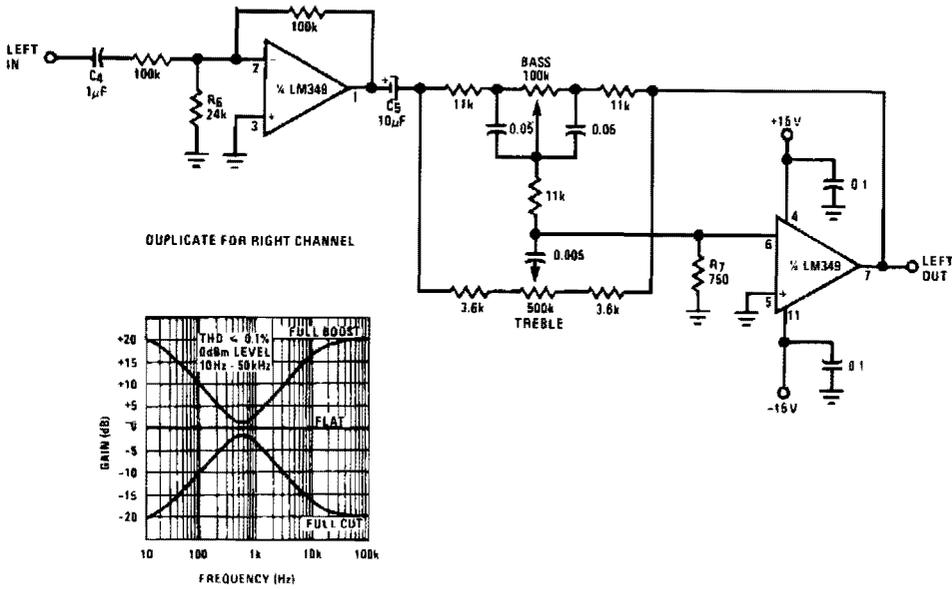 LEFT
IN
C4
1μF
100k
R6
24k
100k
2
-
¼ LM349
3
+
1
+
C5
10μF
11k
BASS
100k
11k
0.05
0.05
11k
0.005
3.6k
500k
TREBLE
3.6k
R7
750
+15V
0.1
4
6
¼ LM349
7
5
+
11
0.1
-15V
LEFT
OUT
DUPLICATE FOR RIGHT CHANNEL
GAIN (dB)
+20
+15
+10
+5
0
-5
-10
-15
-20
THD < 0.1%
0dBm LEVEL
10Hz - 50kHz
FULL BOOST
FLAT
FULL CUT
10
100
1k
10k
100k
FREQUENCY (Hz)